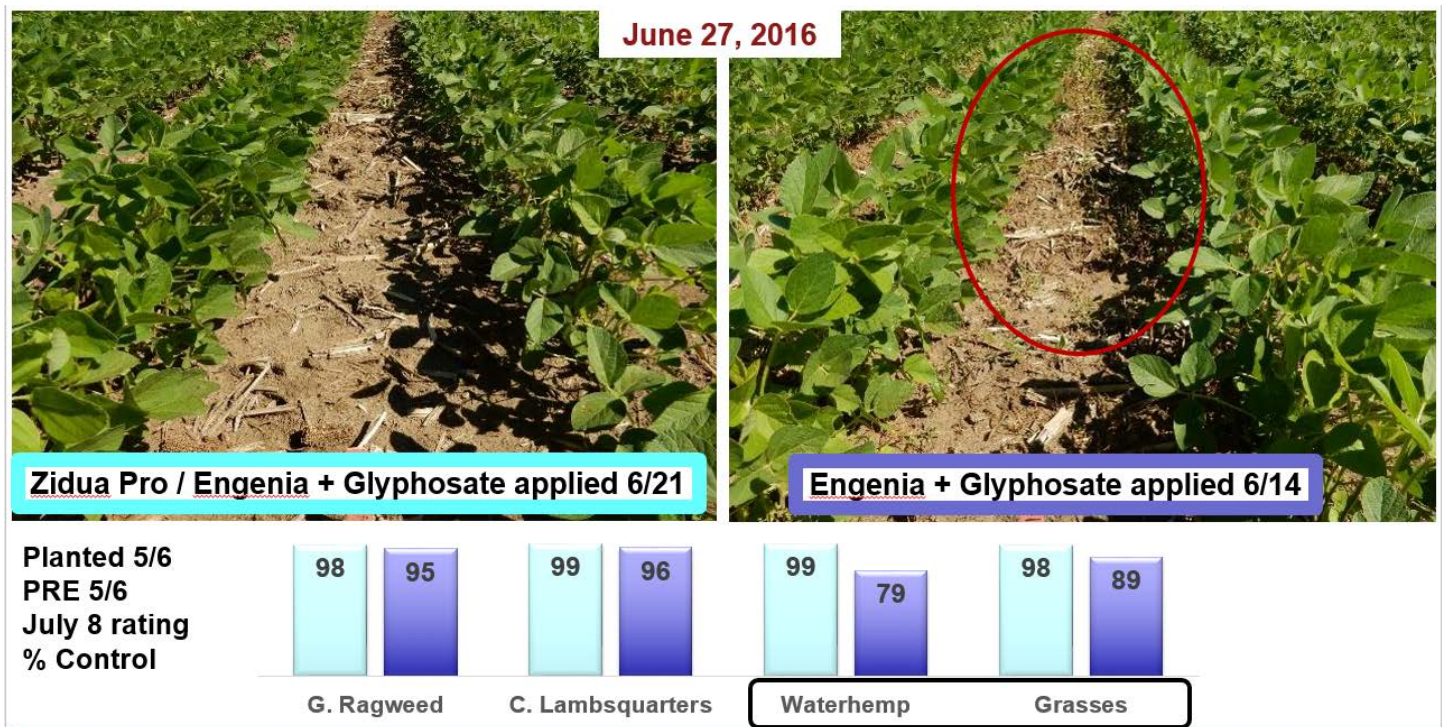 June 27, 2016
Zidua Pro / Engenia + Glyphosate applied 6/21
Engenia + Glyphosate applied 6/14
Planted 5/6
PRE 5/6
July 8 rating
% Control
98
95
99
96
99
79
98
89
G. Ragweed
C. Lambsquarters
Waterhemp
Grasses